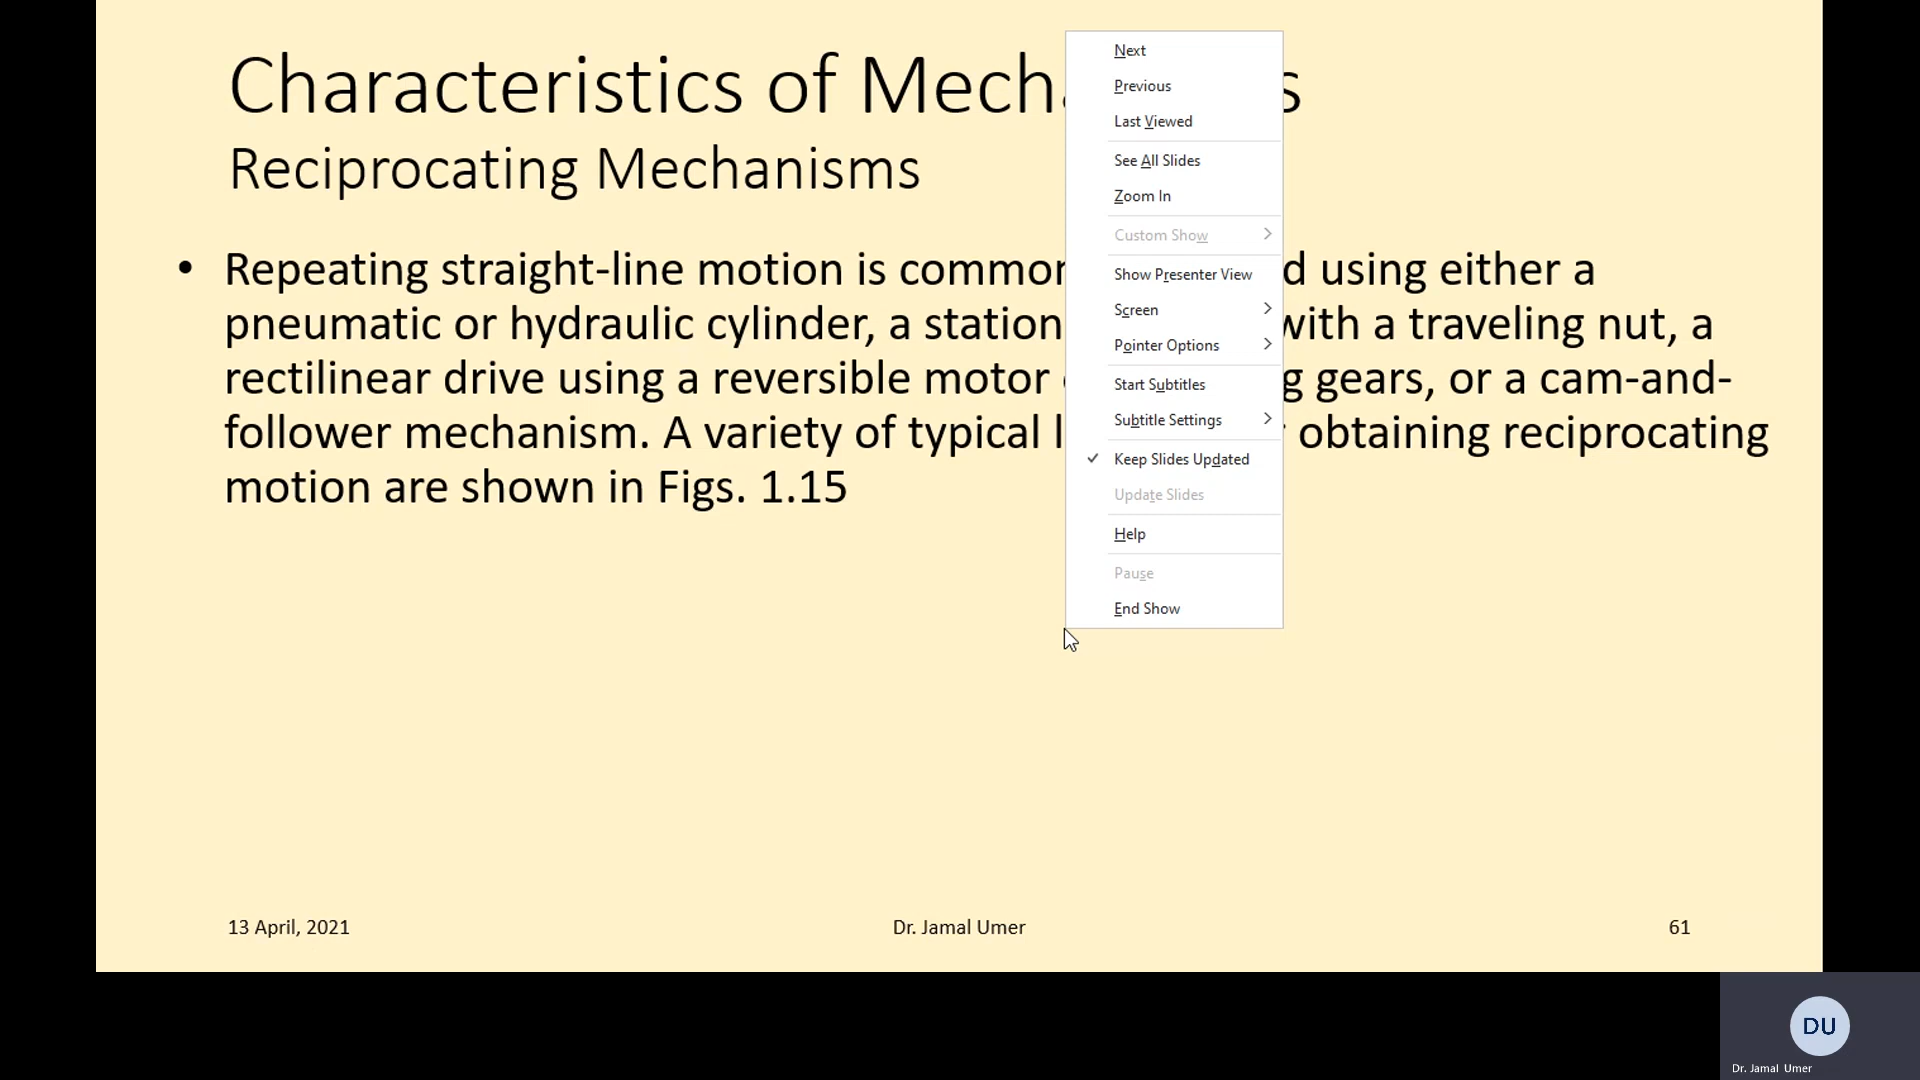 Characteristics of Mech s
Reciprocating Mechanisms
• Repeating straight-line motion is common d using either a
pneumatic or hydraulic cylinder, a station with a traveling nut, a
rectilinear drive using a reversible motor g gears, or a cam-and-
follower mechanism. A variety of typical l obtaining reciprocating
motion are shown in Figs. 1.15
Next
Previous
Last Viewed
See All Slides
Zoom In
Custom Show
Show Presenter View
Screen
Pointer Options
Start Subtitles
Subtitle Settings
Keep Slides Updated
Update Slides
Help
Pause
End Show
13 April, 2021
Dr. Jamal Umer
61
DU
Dr. Jamal Umer